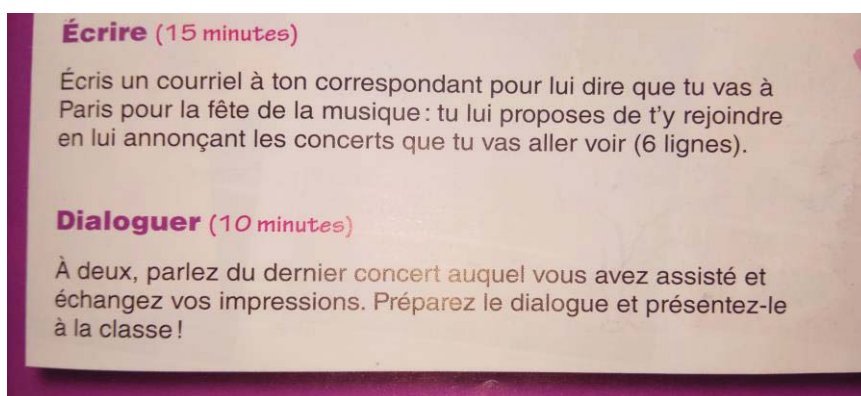 Écrire (15 minutes)
Écris un courriel à ton correspondant pour lui dire que tu vas à
Paris pour la fête de la musique : tu lui proposes de t'y rejoindre
en lui annonçant les concerts que tu vas aller voir (6 lignes).
Dialoguer (10 minutes)
À deux, parlez du dernier concert auquel vous avez assisté et
échangez vos impressions. Préparez le dialogue et présentez-le
à la classe !